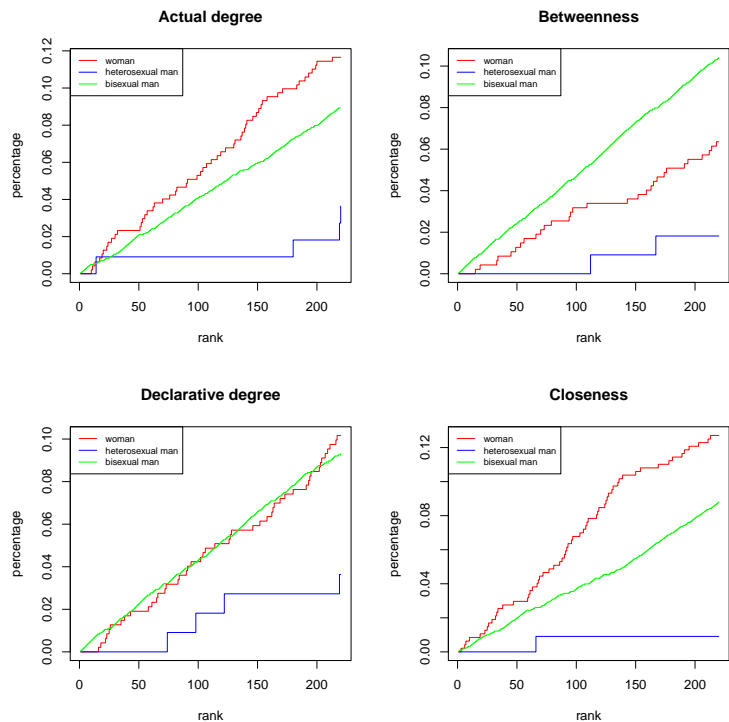 Actual degree
woman
heterosexual man
bisexual man
percentage
0.00 0.02 0.04 0.06 0.08 0.10 0.12
0 50 100 150 200
rank
Betweenness
woman
heterosexual man
bisexual man
percentage
0.00 0.02 0.04 0.06 0.08 0.10
0 50 100 150 200
rank
Declarative degree
woman
heterosexual man
bisexual man
percentage
0.00 0.02 0.04 0.06 0.08 0.10
0 50 100 150 200
rank
Closeness
woman
heterosexual man
bisexual man
percentage
0.00 0.04 0.08 0.12
0 50 100 150 200
rank